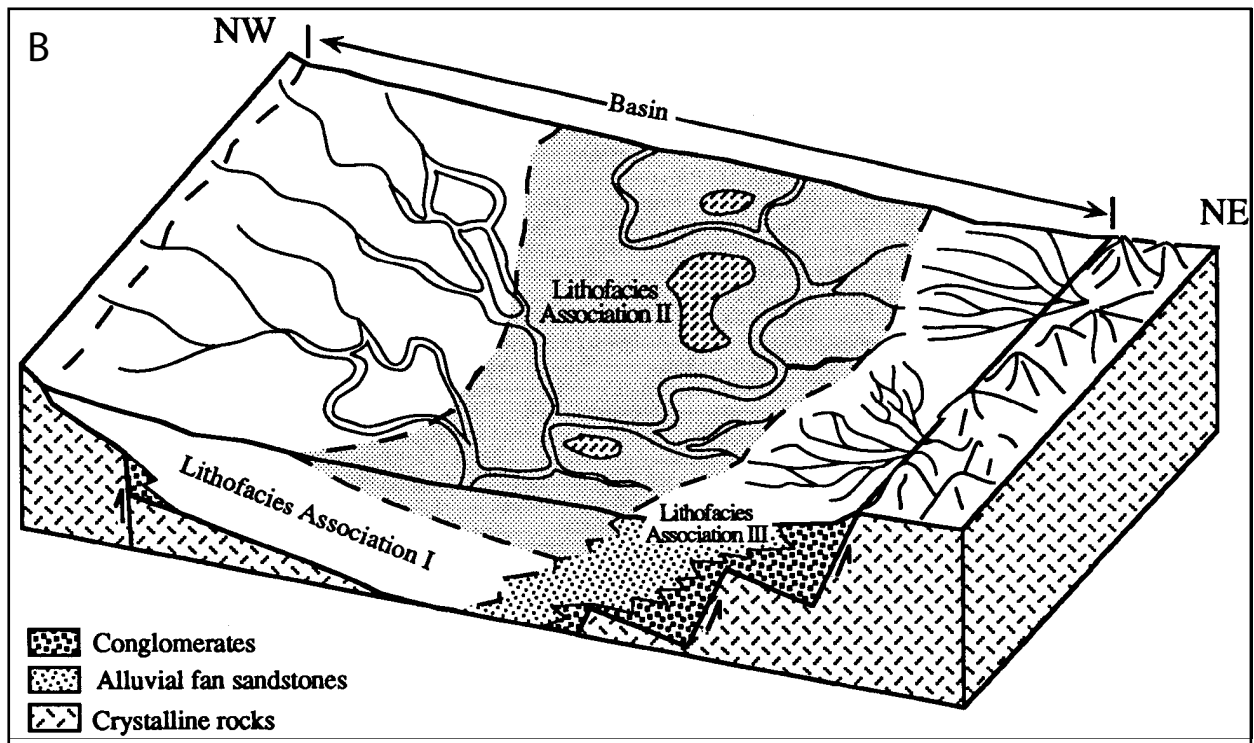 B
NW
Basin
NE
Lithofacies
Association II
Lithofacies Association I
Lithofacies
Association III
Conglomerates
Alluvial fan sandstones
Crystalline rocks